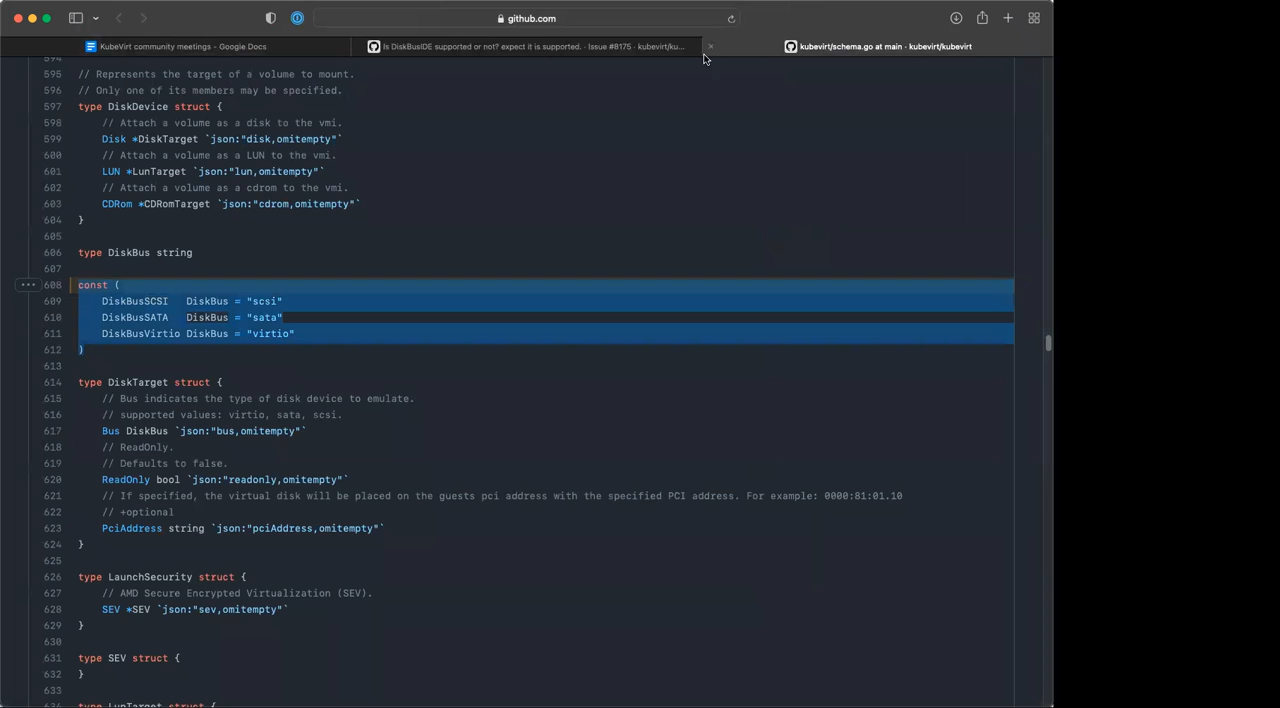 github.com
KubeVirt community meetings - Google Docs
Is DiskBusIDE supported or not? expect it is supported. · Issue #8175 · kubevirt/ku...
kubevirt/schema.go at main · kubevirt/kubevirt
594
595 // Represents the target of a volume to mount.
596 // Only one of its members may be specified.
597 type DiskDevice struct {
598 // Attach a volume as a disk to the vmi.
599 Disk *DiskTarget `json:"disk,omitempty"`
600 // Attach a volume as a LUN to the vmi.
601 LUN *LunTarget `json:"lun,omitempty"`
602 // Attach a volume as a cdrom to the vmi.
603 CDRom *CDRomTarget `json:"cdrom,omitempty"`
604 }
605
606 type DiskBus string
607
608 const (
609 DiskBusSCSI DiskBus = "scsi"
610 DiskBusSATA DiskBus = "sata"
611 DiskBusVirtio DiskBus = "virtio"
612 )
613
614 type DiskTarget struct {
615 // Bus indicates the type of disk device to emulate.
616 // supported values: virtio, sata, scsi.
617 Bus DiskBus `json:"bus,omitempty"`
618 // ReadOnly.
619 // Defaults to false.
620 ReadOnly bool `json:"readonly,omitempty"`
621 // If specified, the virtual disk will be placed on the guests pci address with the specified PCI address. For example: 0000:81:01.10
622 // +optional
623 PciAddress string `json:"pciAddress,omitempty"`
624 }
625
626 type LaunchSecurity struct {
627 // AMD Secure Encrypted Virtualization (SEV).
628 SEV *SEV `json:"sev,omitempty"`
629 }
630
631 type SEV struct {
632 }
633
634 type LunTarget struct {